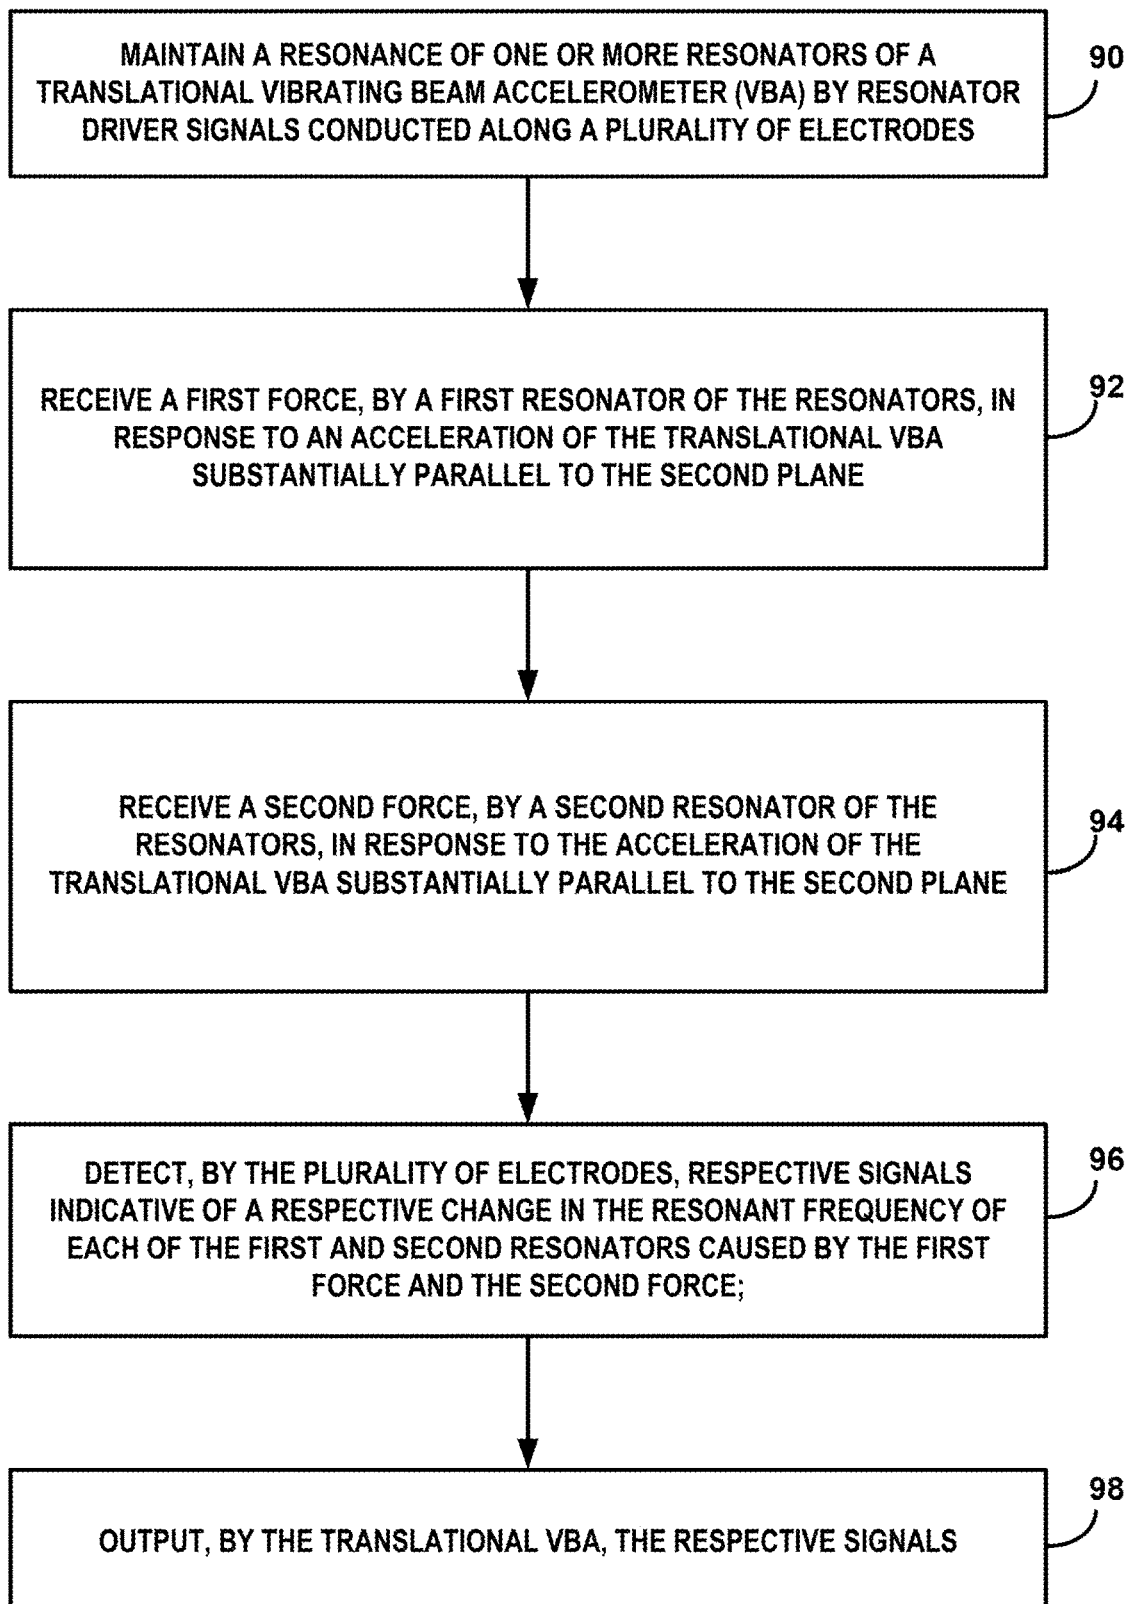 MAINTAIN A RESONANCE OF ONE OR MORE RESONATORS OF A
TRANSLATIONAL VIBRATING BEAM ACCELEROMETER (VBA) BY RESONATOR
DRIVER SIGNALS CONDUCTED ALONG A PLURALITY OF ELECTRODES
90
RECEIVE A FIRST FORCE, BY A FIRST RESONATOR OF THE RESONATORS, IN
RESPONSE TO AN ACCELERATION OF THE TRANSLATIONAL VBA
SUBSTANTIALLY PARALLEL TO THE SECOND PLANE
92
RECEIVE A SECOND FORCE, BY A SECOND RESONATOR OF THE
RESONATORS, IN RESPONSE TO THE ACCELERATION OF THE
TRANSLATIONAL VBA SUBSTANTIALLY PARALLEL TO THE SECOND PLANE
94
DETECT, BY THE PLURALITY OF ELECTRODES, RESPECTIVE SIGNALS
INDICATIVE OF A RESPECTIVE CHANGE IN THE RESONANT FREQUENCY OF
EACH OF THE FIRST AND SECOND RESONATORS CAUSED BY THE FIRST
FORCE AND THE SECOND FORCE;
96
OUTPUT, BY THE TRANSLATIONAL VBA, THE RESPECTIVE SIGNALS
98